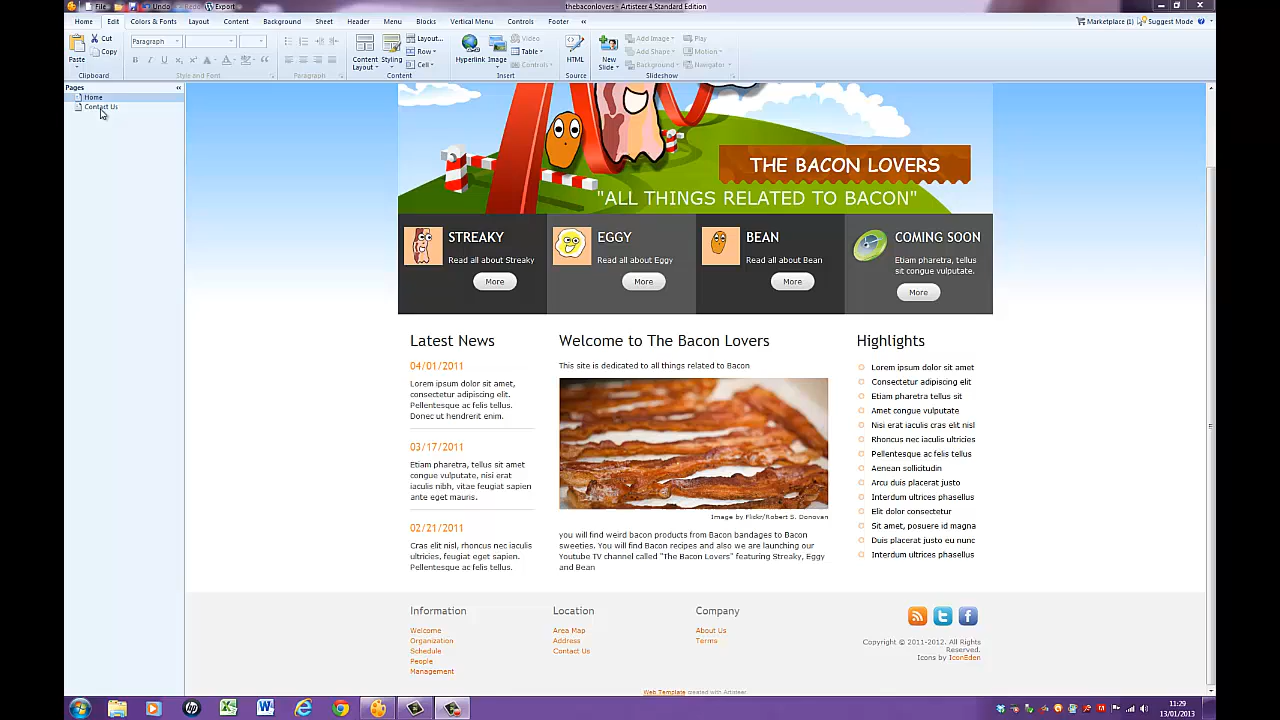 File
Undo
Export
thebaconlovers - Artisteer 4 Standard Edition
Home
Edit
Colors & Fonts
Layout
Content
Background
Sheet
Header
Menu
Blocks
Vertical Menu
Controls
Footer
Marketplace (1)
Suggest Mode
Paste
Cut
Copy
Clipboard
Paragraph
Style and Font
Paragraph
Content Layout
Styling
Layout...
Row
Cell
Content
Hyperlink
Image
Video
Table
Controls
Insert
HTML
Source
New Slide
Add Image
Add Shape
Background
Play
Motion
Navigator
Slideshow
Pages
Home
Contact Us
THE BACON LOVERS
"ALL THINGS RELATED TO BACON"
STREAKY
Read all about Streaky
More
EGGY
Read all about Eggy
More
BEAN
Read all about Bean
More
COMING SOON
Etiam pharetra, tellus
sit congue vulputate.
More
Latest News
04/01/2011
Lorem ipsum dolor sit amet,
consectetur adipiscing elit.
Pellentesque ac felis tellus.
Donec ut hendrerit enim.
03/17/2011
Etiam pharetra, tellus sit amet
congue vulputate, nisi erat
iaculis nibh, vitae feugiat sapien
ante eget mauris.
02/21/2011
Cras elit nisl, rhoncus nec iaculis
ultricies, feugiat eget sapien.
Pellentesque ac felis tellus.
Welcome to The Bacon Lovers
This site is dedicated to all things related to Bacon
Image by Flickr/Robert S. Donovan
you will find weird bacon products from Bacon bandages to Bacon
sweeties. You will find Bacon recipes and also we are launching our
Youtube TV channel called "The Bacon Lovers" featuring Streaky, Eggy
and Bean
Highlights
Lorem ipsum dolor sit amet
Consectetur adipiscing elit
Etiam pharetra tellus sit
Amet congue vulputate
Nisi erat iaculis cras elit nisl
Rhoncus nec iaculis ultricies
Pellentesque ac felis tellus
Aenean sollicitudin
Arcu duis placerat justo
Interdum ultrices phasellus
Elit dolor consectetur
Sit amet, posuere id magna
Duis placerat justo eu nunc
Interdum ultrices phasellus
Information
Welcome
Organization
Schedule
People
Management
Location
Area Map
Address
Contact Us
Company
About Us
Terms
Copyright © 2011-2012. All Rights
Reserved.
Icons by IconEden
Web Template created with Artisteer.
11:29
13/01/2013